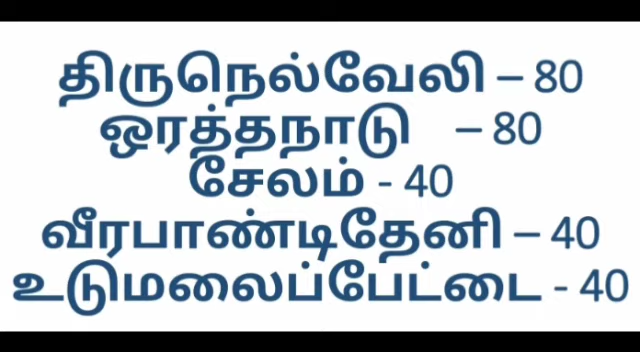 திருநெல்வேலி – 80
ஒரத்தநாடு – 80
சேலம் - 40
வீரபாண்டிதேனி – 40
உடுமலைப்பேட்டை - 40